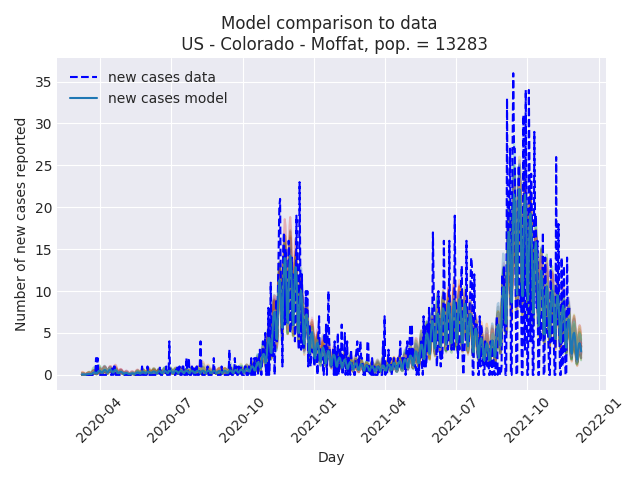 Model comparison to data
US - Colorado - Moffat, pop. = 13283
new cases data
new cases model
Number of new cases reported
35
30
25
20
15
10
5
0
2020-04
2020-07
2020-10
2021-01
2021-04
2021-07
2021-10
2022-01
Day